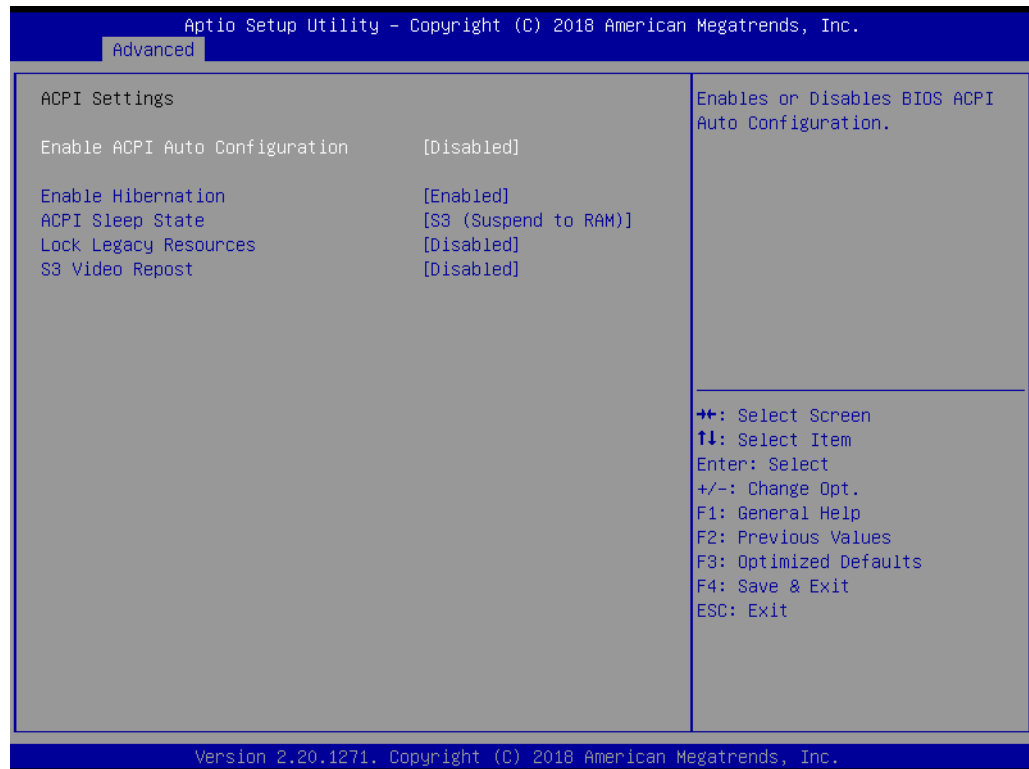 Aptio Setup Utility – Copyright (C) 2018 American Megatrends, Inc.
Advanced
ACPI Settings
Enable ACPI Auto Configuration [Disabled]
Enable Hibernation [Enabled]
ACPI Sleep State [S3 (Suspend to RAM)]
Lock Legacy Resources [Disabled]
S3 Video Repost [Disabled]
Enables or Disables BIOS ACPI
Auto Configuration.
→←: Select Screen
↑↓: Select Item
Enter: Select
+/-: Change Opt.
F1: General Help
F2: Previous Values
F3: Optimized Defaults
F4: Save & Exit
ESC: Exit
Version 2.20.1271. Copyright (C) 2018 American Megatrends, Inc.